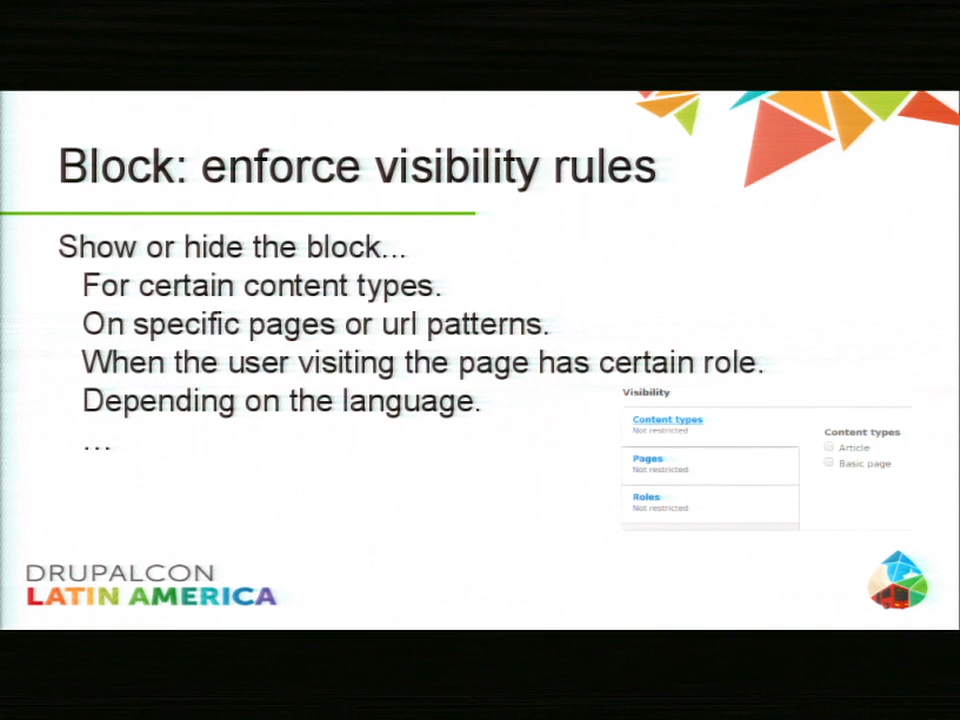 Block: enforce visibility rules
Show or hide the block...
For certain content types.
On specific pages or url patterns.
When the user visiting the page has certain role.
Depending on the language.
...
Visibility
Content types
Not restricted
Pages
Not restricted
Roles
Not restricted
Content types
Article
Basic page
DRUPALCON
LATIN AMERICA